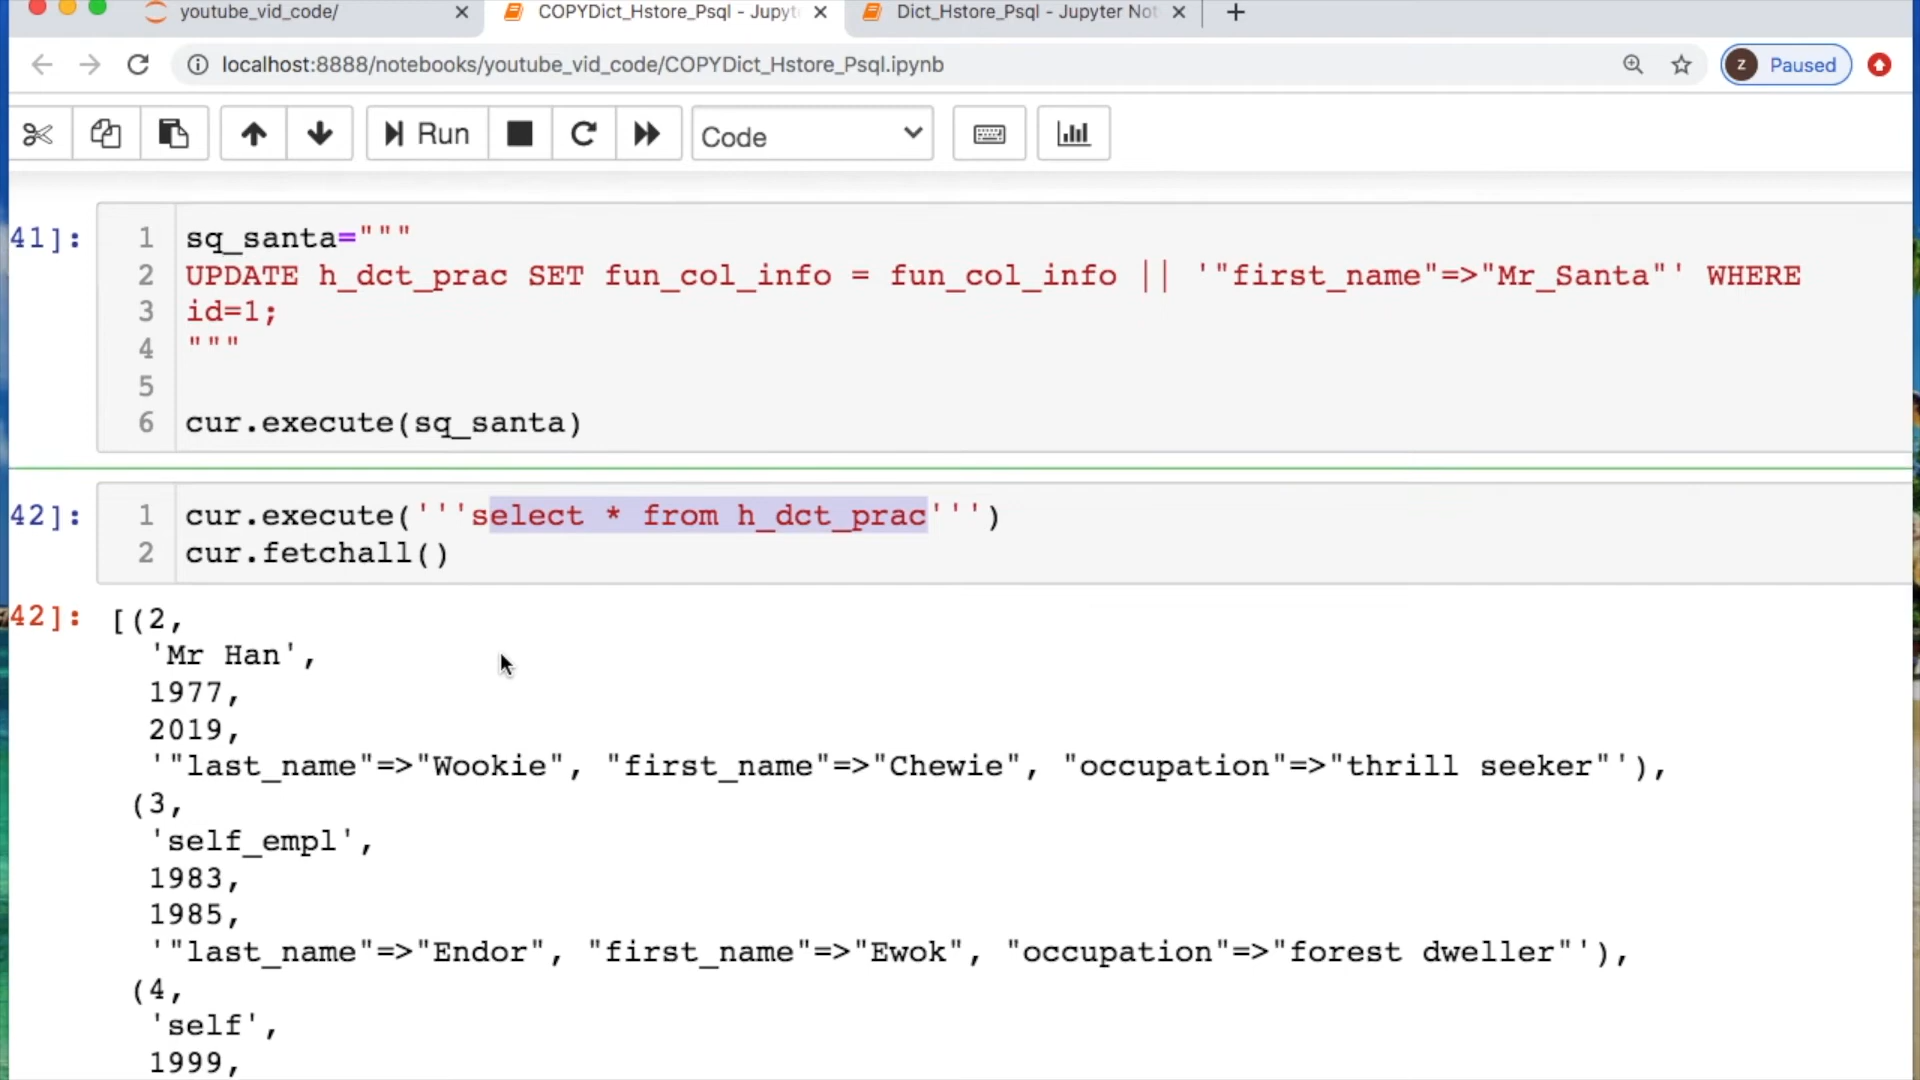 youtube_vid_code/
COPYDict_Hstore_Psql - Jupyt
Dict_Hstore_Psql - Jupyter Not
localhost:8888/notebooks/youtube_vid_code/COPYDict_Hstore_Psql.ipynb
z Paused
Run
Code
41]:
1 sq_santa="""
2 UPDATE h_dct_prac SET fun_col_info = fun_col_info || '"first_name"=>"Mr_Santa"' WHERE
3 id=1;
4 """
5
6 cur.execute(sq_santa)
42]:
1 cur.execute('''select * from h_dct_prac''')
2 cur.fetchall()
42]: [(2,
'Mr Han',
1977,
2019,
'"last_name"=>"Wookie", "first_name"=>"Chewie", "occupation"=>"thrill seeker"'),
(3,
'self_empl',
1983,
1985,
'"last_name"=>"Endor", "first_name"=>"Ewok", "occupation"=>"forest dweller"'),
(4,
'self',
1999,